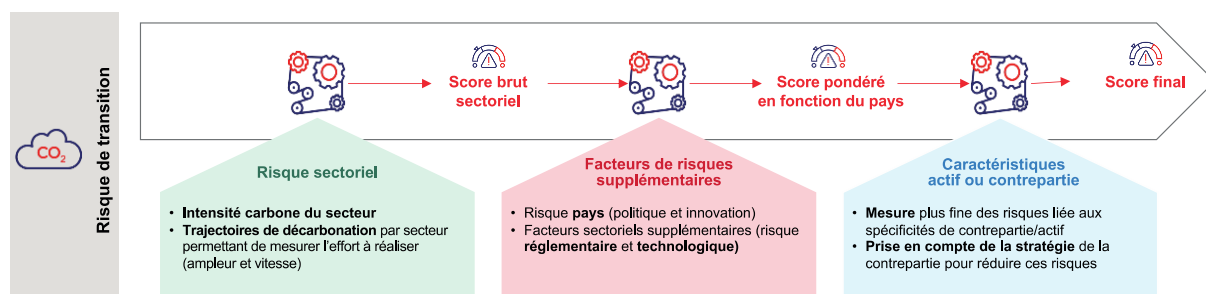 Risque de transition
CO2
Score brut
sectoriel
Score pondéré
en fonction du pays
Score final
Risque sectoriel
• Intensité carbone du secteur
• Trajectoires de décarbonation par secteur
permettant de mesurer l'effort à réaliser
(ampleur et vitesse)
Facteurs de risques
supplémentaires
• Risque pays (politique et innovation)
• Facteurs sectoriels supplémentaires (risque
réglementaire et technologique)
Caractéristiques
actif ou contrepartie
• Mesure plus fine des risques liée aux
spécificités de contrepartie/actif
• Prise en compte de la stratégie de la
contrepartie pour réduire ces risques